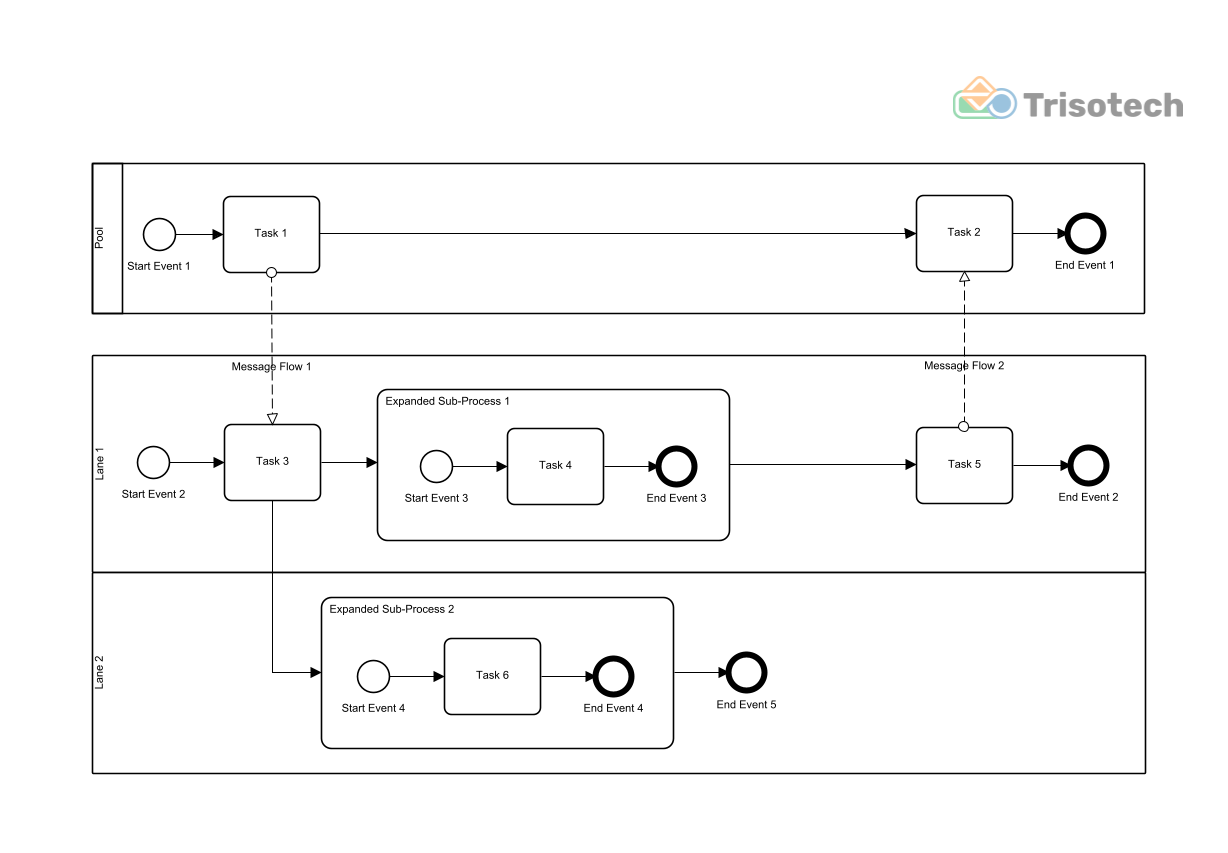 Trisotech
Pool
Start Event 1
Task 1
Task 2
End Event 1
Message Flow 1
Message Flow 2
Lane 1
Start Event 2
Task 3
Expanded Sub-Process 1
Start Event 3
Task 4
End Event 3
Task 5
End Event 2
Lane 2
Expanded Sub-Process 2
Start Event 4
Task 6
End Event 4
End Event 5